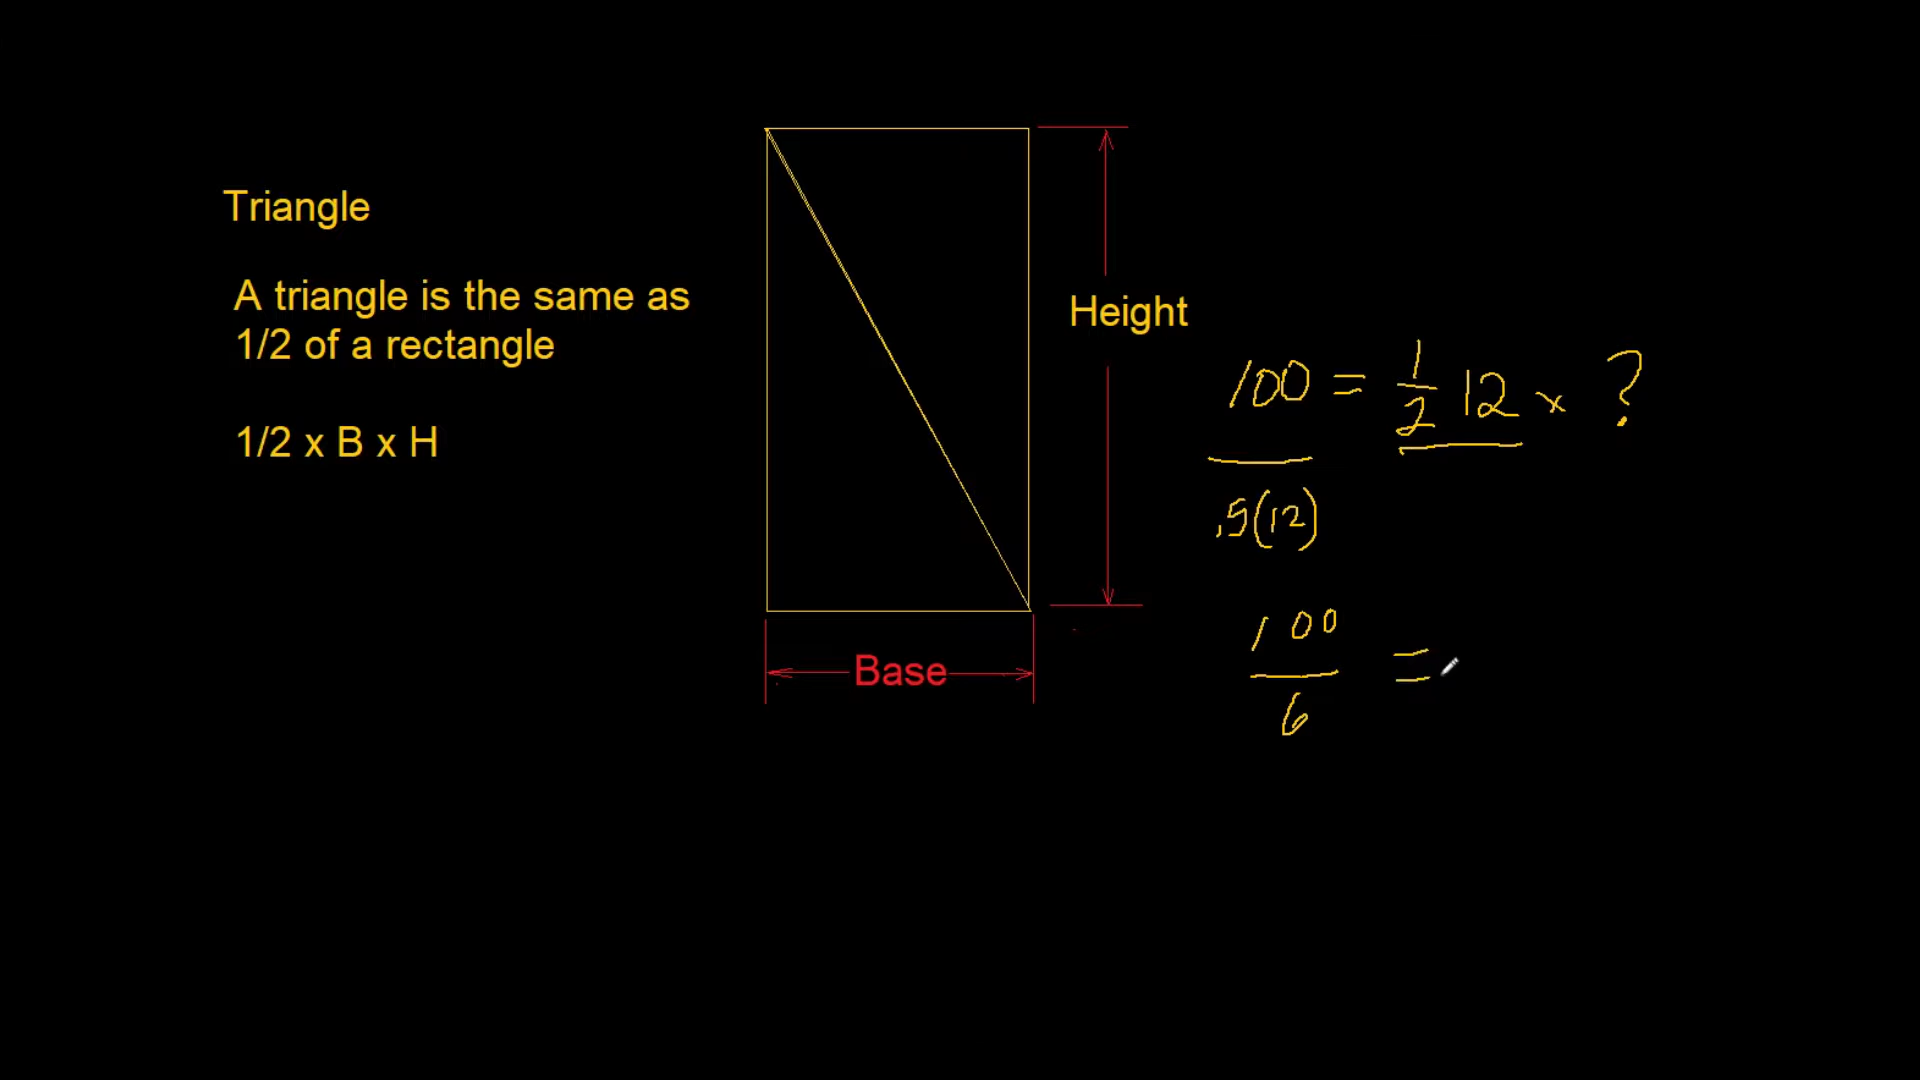 Triangle
A triangle is the same as
1/2 of a rectangle
1/2 x B x H
Height
Base
100 = 1/2 12 x ?
.5(12)
100
6
=